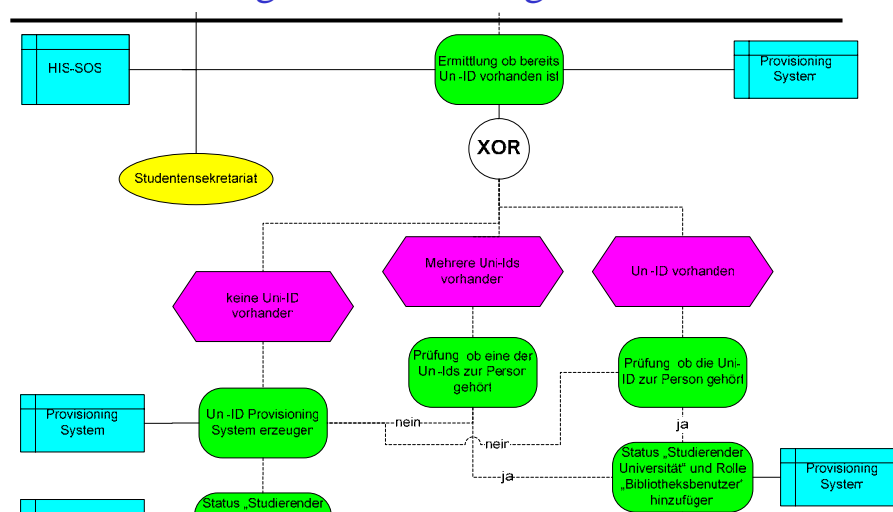 HIS-SOS
Ermittlung ob bereits
Uni-ID vorhanden ist
Provisioning
System
XOR
Studentensekretariat
Mehrere Uni-Ids
vorhanden
Uni-ID vorhanden
keine Uni-ID
vorhanden
Prüfung ob eine der
Uni-Ids zur Person
gehört
Prüfung ob die Uni-
ID zur Person gehört
Provisioning
System
Uni-ID Provisioning
System erzeugen
nein
ja
nein
Status „Studierender
Universität“ und Rolle
„Bibliotheksbenutzer“
hinzufügen
Provisioning
System
ja
Status „Studierender